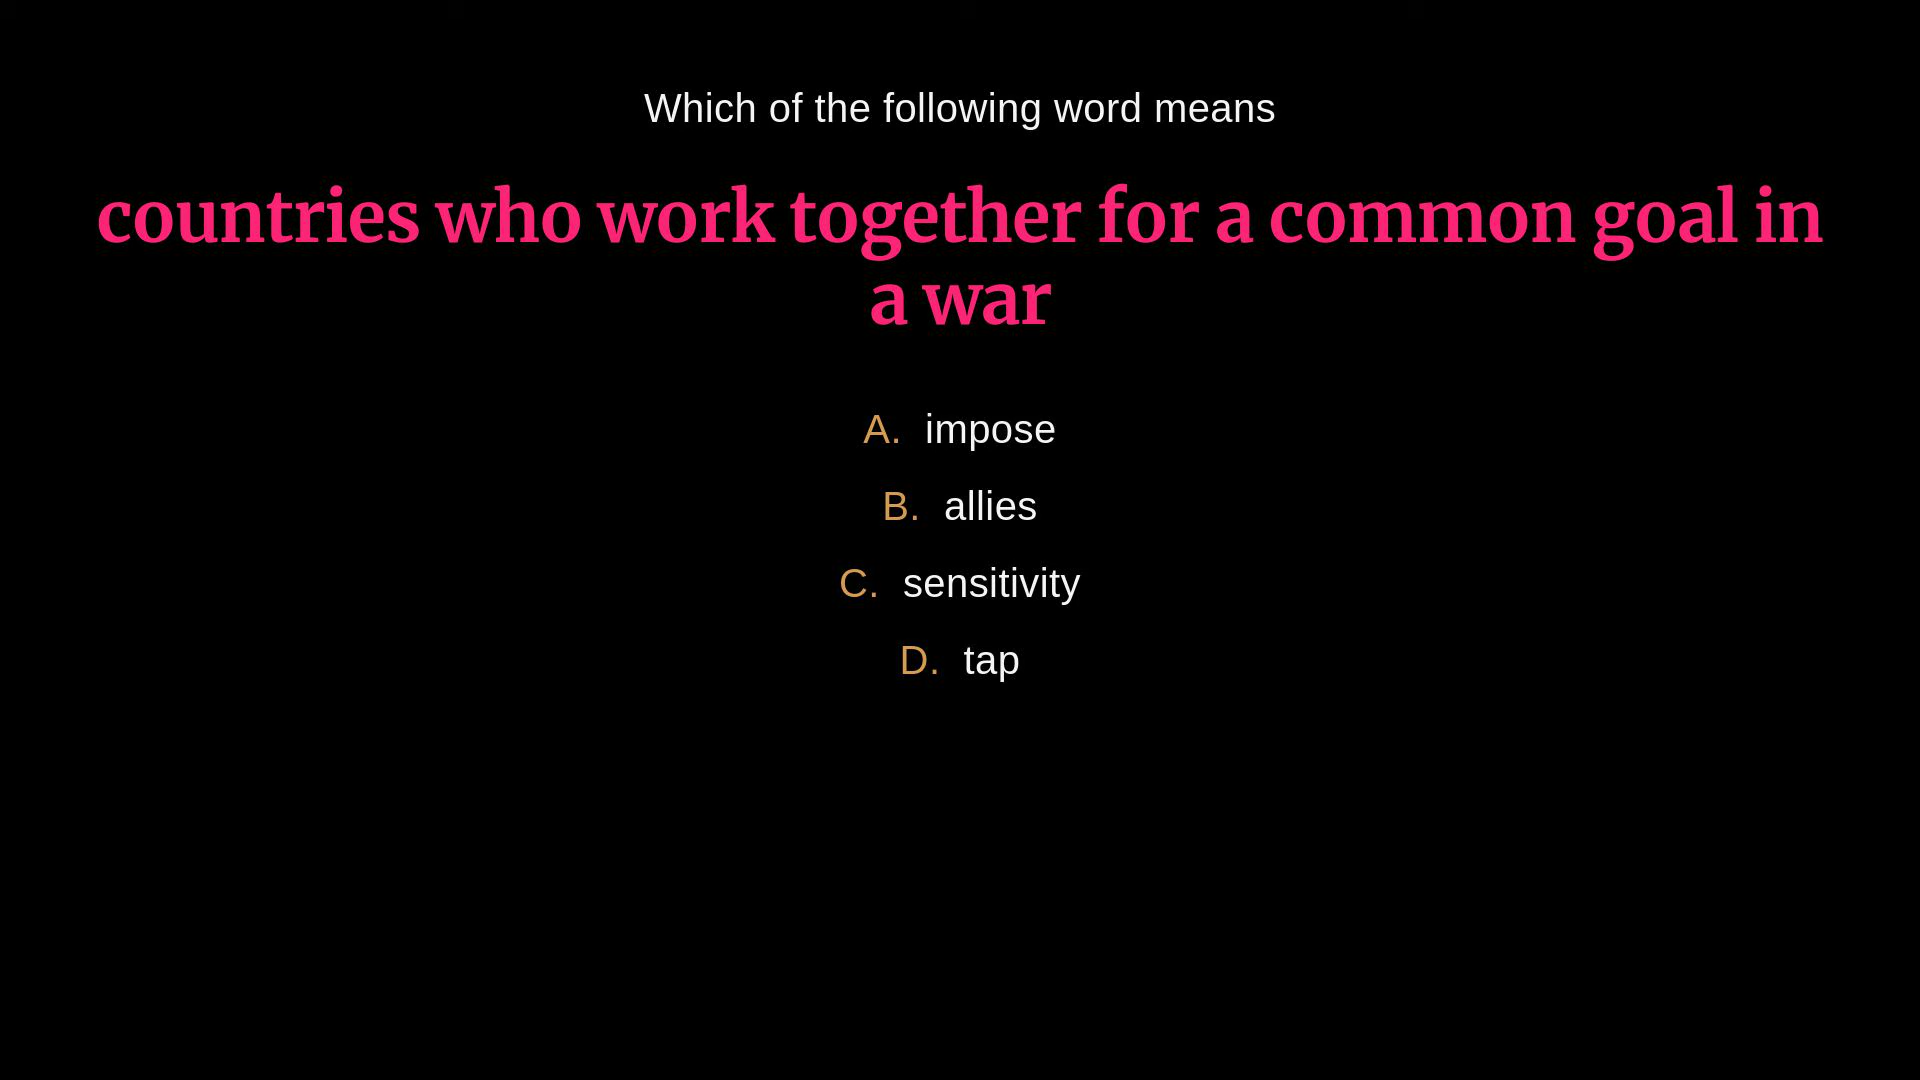 Which of the following word means
countries who work together for a common goal in
a war
A. impose
B. allies
C. sensitivity
D. tap